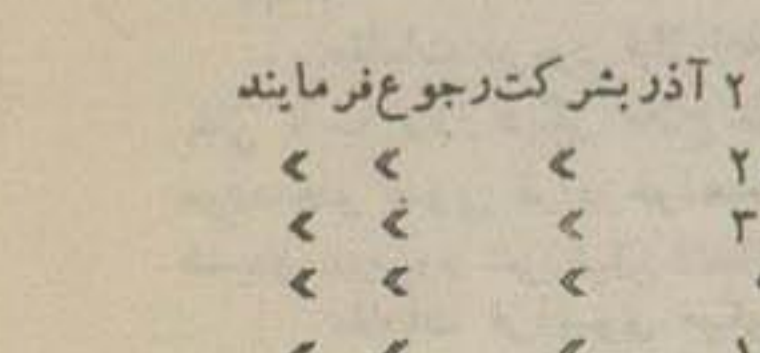 ۲ آذر بشرکت رجوع فرمایند
۲ » » »
۳ » » »
» » »
» » »